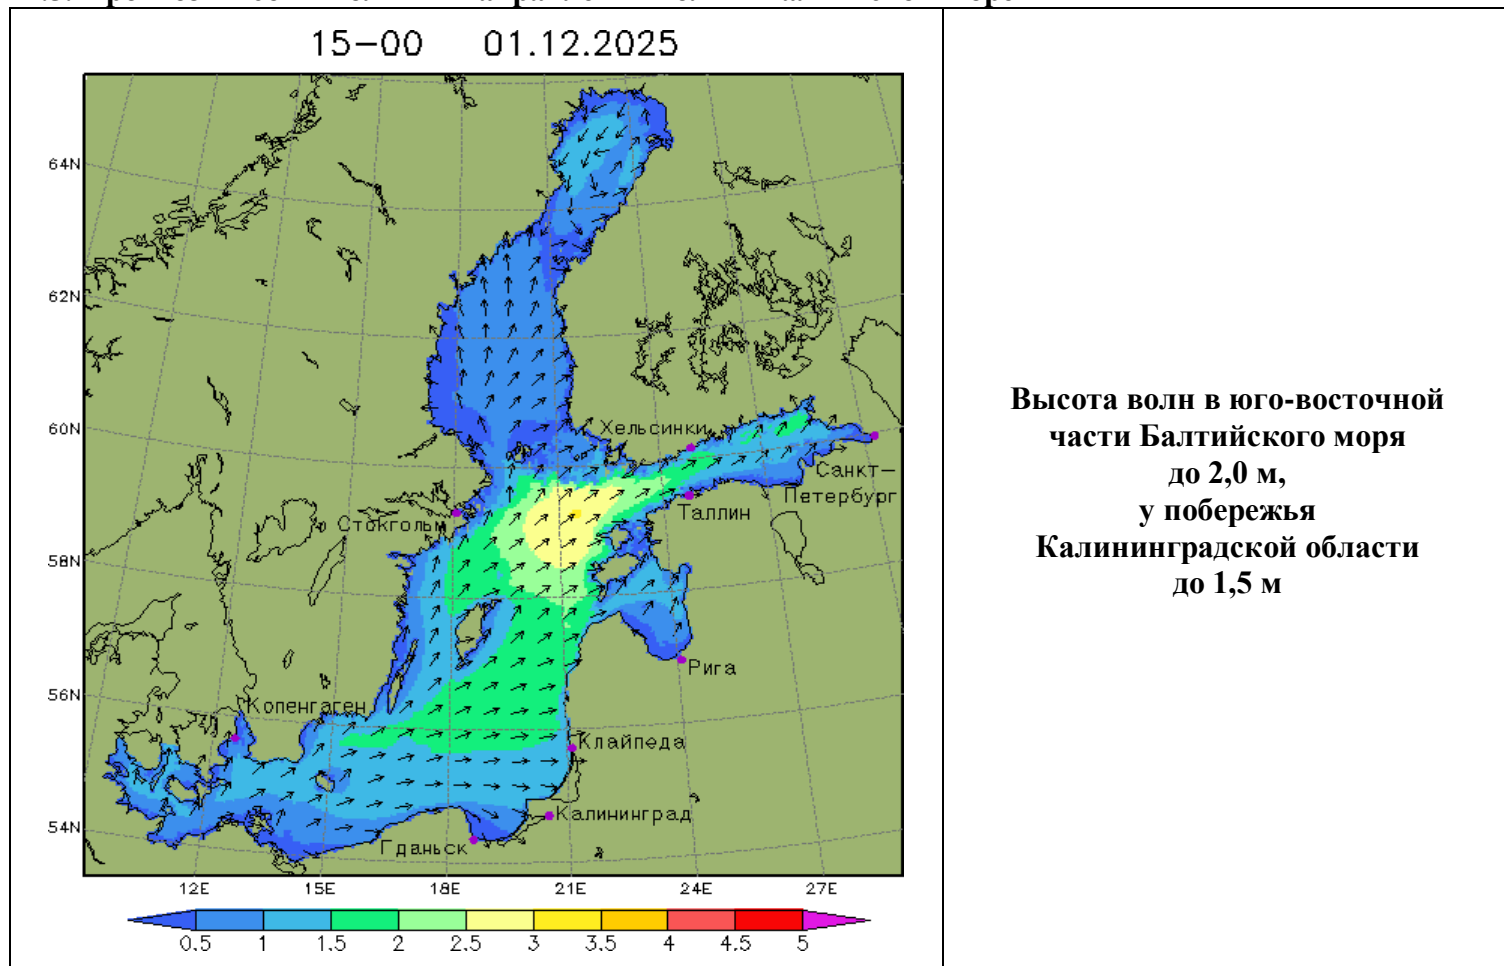 15-00 01.12.2025
64N
62N
60N
58N
56N
54N
Хельсинки
Санкт-
Петербург
Таллин
Стокгольм
Рига
Копенгаген
Клайпеда
Калининград
Гданьск
12E 15E 18E 21E 24E 27E
0.5 1 1.5 2 2.5 3 3.5 4 4.5 5
Высота волн в юго-восточной
части Балтийского моря
до 2,0 м,
у побережья
Калининградской области
до 1,5 м